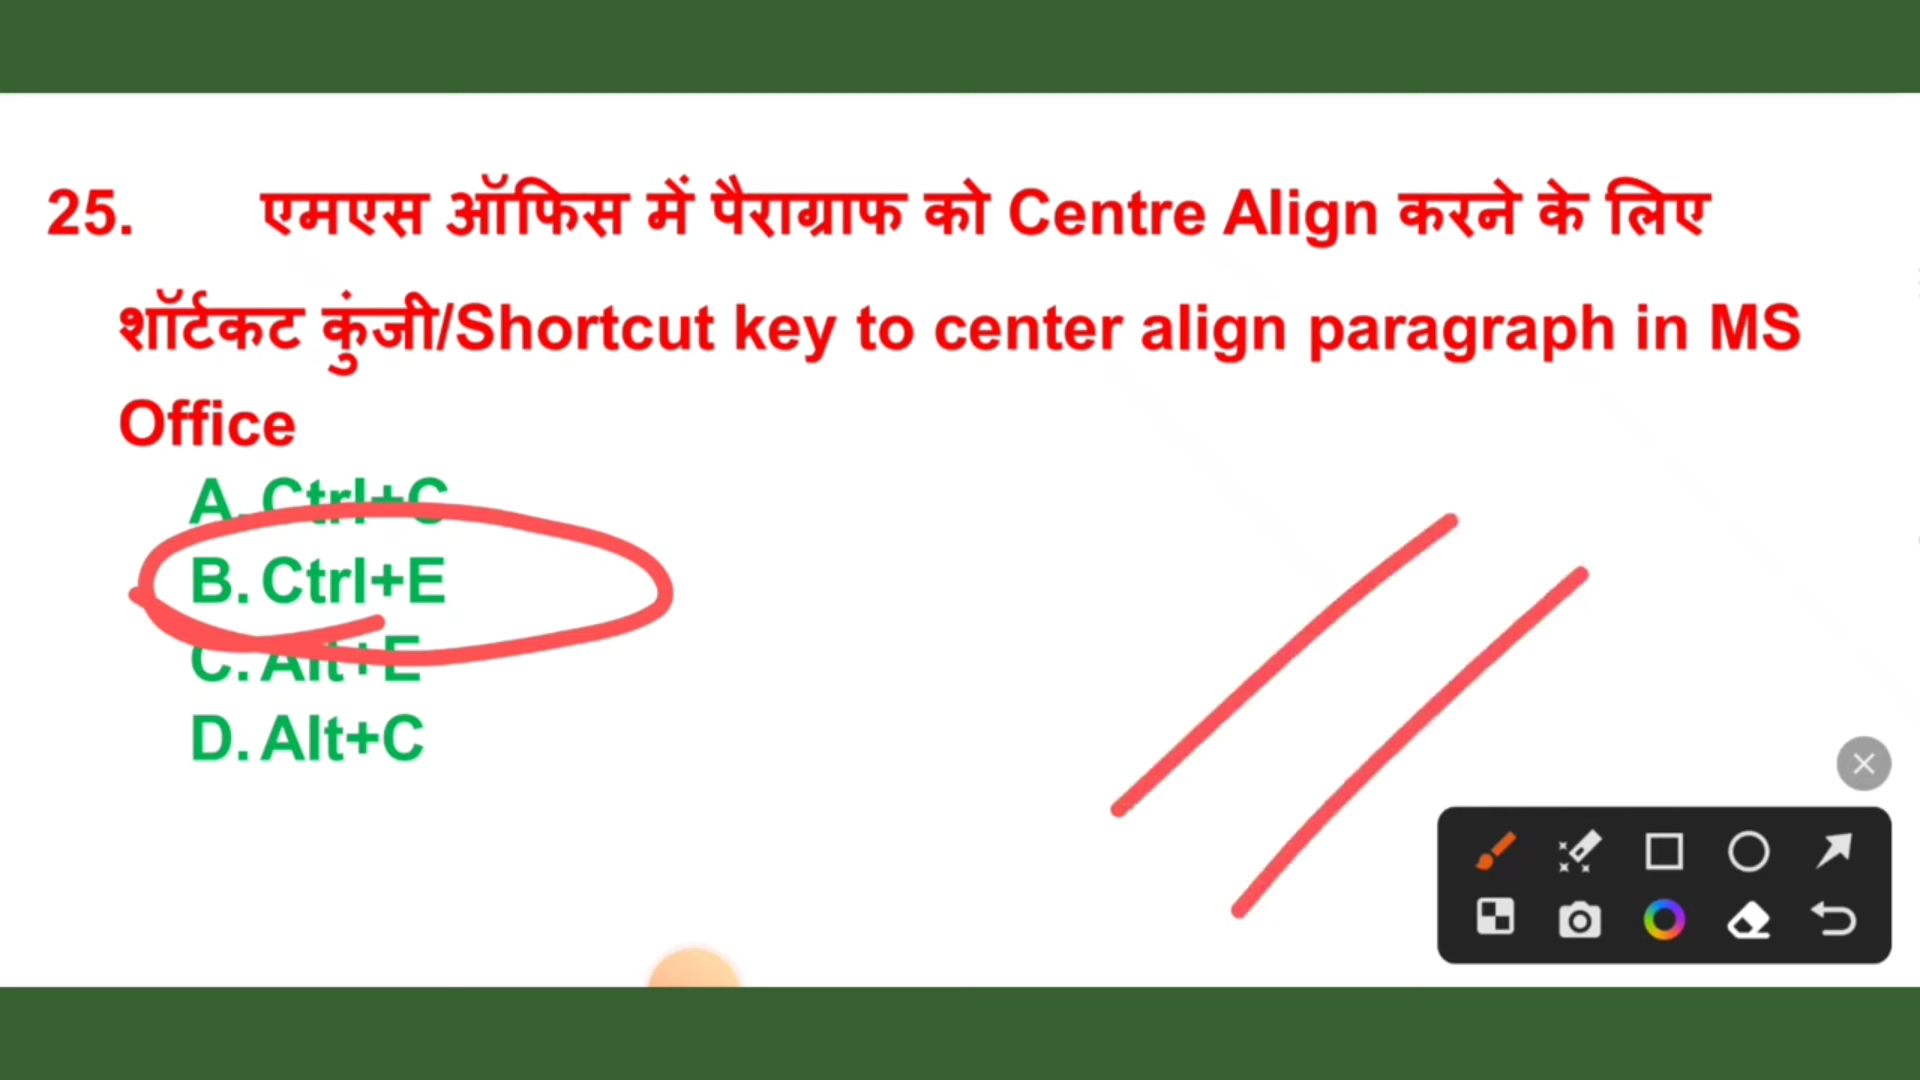 25. एमएस ऑफिस में पैराग्राफ को Centre Align करने के लिए
शॉर्टकट कुंजी/Shortcut key to center align paragraph in MS
Office
A. Ctrl+C
B. Ctrl+E
C. Alt+E
D. Alt+C